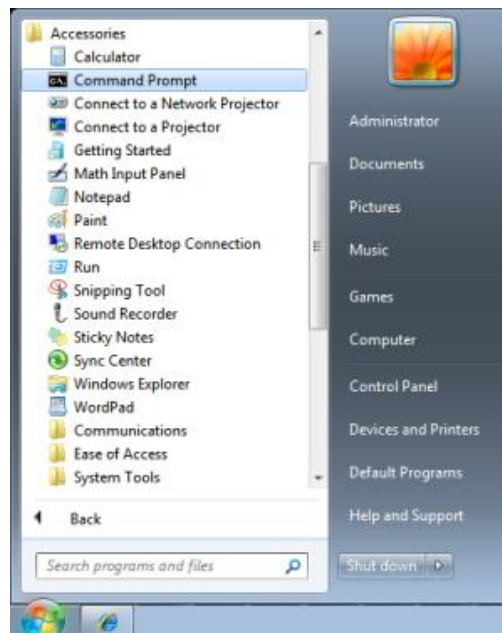 Accessories
Calculator
Command Prompt
Connect to a Network Projector
Connect to a Projector
Getting Started
Math Input Panel
Notepad
Paint
Remote Desktop Connection
Run
Snipping Tool
Sound Recorder
Sticky Notes
Sync Center
Windows Explorer
WordPad
Communications
Ease of Access
System Tools
Back
Search programs and files
Administrator
Documents
Pictures
Music
Games
Computer
Control Panel
Devices and Printers
Default Programs
Help and Support
Shut down